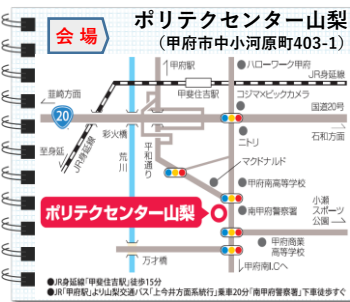 会場
ポリテクセンター山梨
(甲府市中小河原町403-1)
↑甲府駅
ハローワーク甲府
JR身延線
韮崎方面
甲斐住吉駅
コジマ×ビックカメラ
国道20号
20
彩火橋
ニトリ
石和方面
至身延
JR身延線
荒川
平和通り
マクドナルド
甲府南高等学校
ポリテクセンター山梨
南甲府警察署
小瀬
スポーツ
公園
甲府商業
高等学校
万才橋
↓甲府南I.Cへ
●JR身延線「甲斐住吉駅」徒歩15分
●JR「甲府駅」より山梨交通バス「上今井方面系統行」乗車20分「南甲府警察署」下車徒歩すぐ